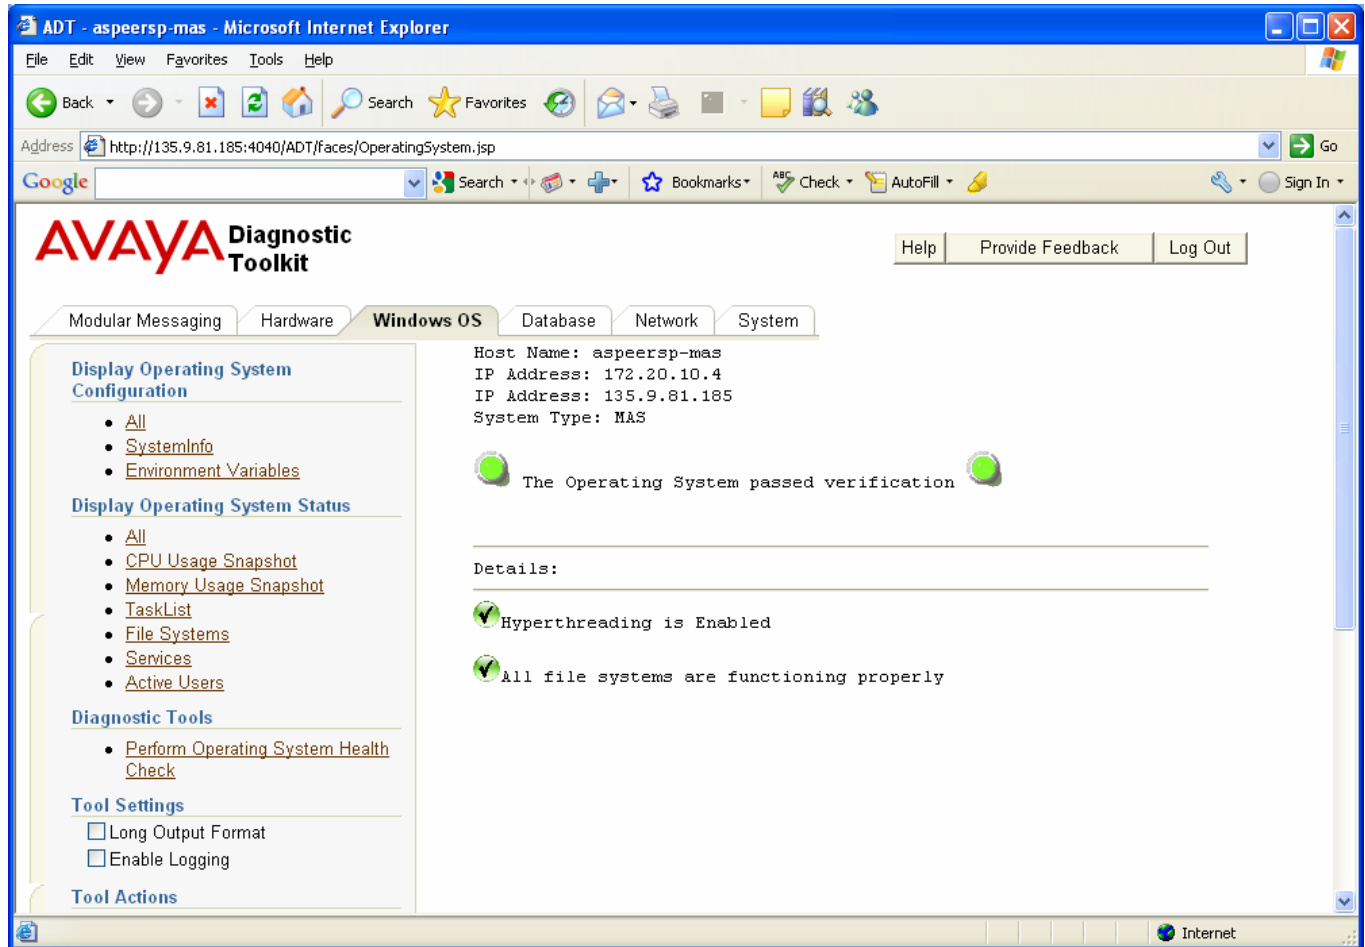 ADT - aspeersp-mas - Microsoft Internet Explorer
File Edit View Favorites Tools Help
Back Search Favorites
Address http://135.9.81.185:4040/ADT/faces/OperatingSystem.jsp Go
Google Search Bookmarks ABC Check AutoFill Sign In
AVAYA Diagnostic Toolkit
Help Provide Feedback Log Out
Modular Messaging Hardware Windows OS Database Network System
Display Operating System
Configuration
All
SystemInfo
Environment Variables
Display Operating System Status
All
CPU Usage Snapshot
Memory Usage Snapshot
TaskList
File Systems
Services
Active Users
Diagnostic Tools
Perform Operating System Health
Check
Tool Settings
Long Output Format
Enable Logging
Tool Actions
Host Name: aspeersp-mas
IP Address: 172.20.10.4
IP Address: 135.9.81.185
System Type: MAS
The Operating System passed verification
Details:
Hyperthreading is Enabled
All file systems are functioning properly
Internet